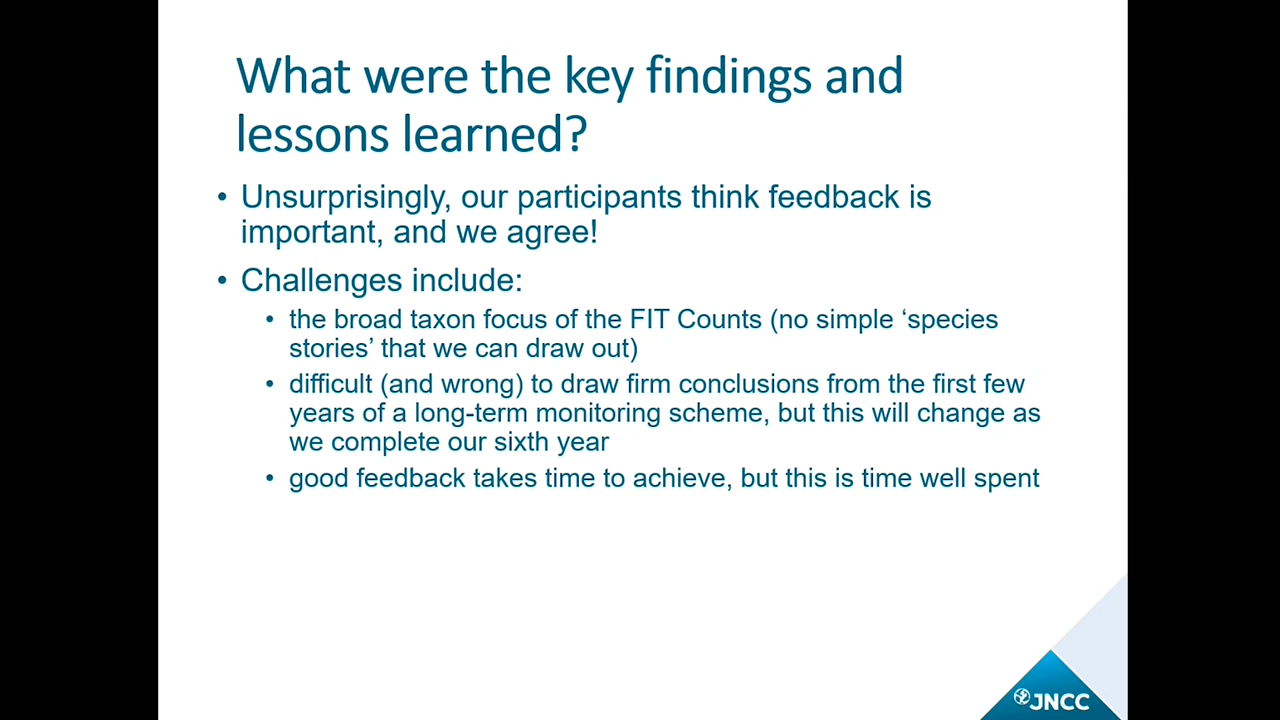 What were the key findings and
lessons learned?
• Unsurprisingly, our participants think feedback is
important, and we agree!
• Challenges include:
• the broad taxon focus of the FIT Counts (no simple ‘species
stories’ that we can draw out)
• difficult (and wrong) to draw firm conclusions from the first few
years of a long-term monitoring scheme, but this will change as
we complete our sixth year
• good feedback takes time to achieve, but this is time well spent
JNCC